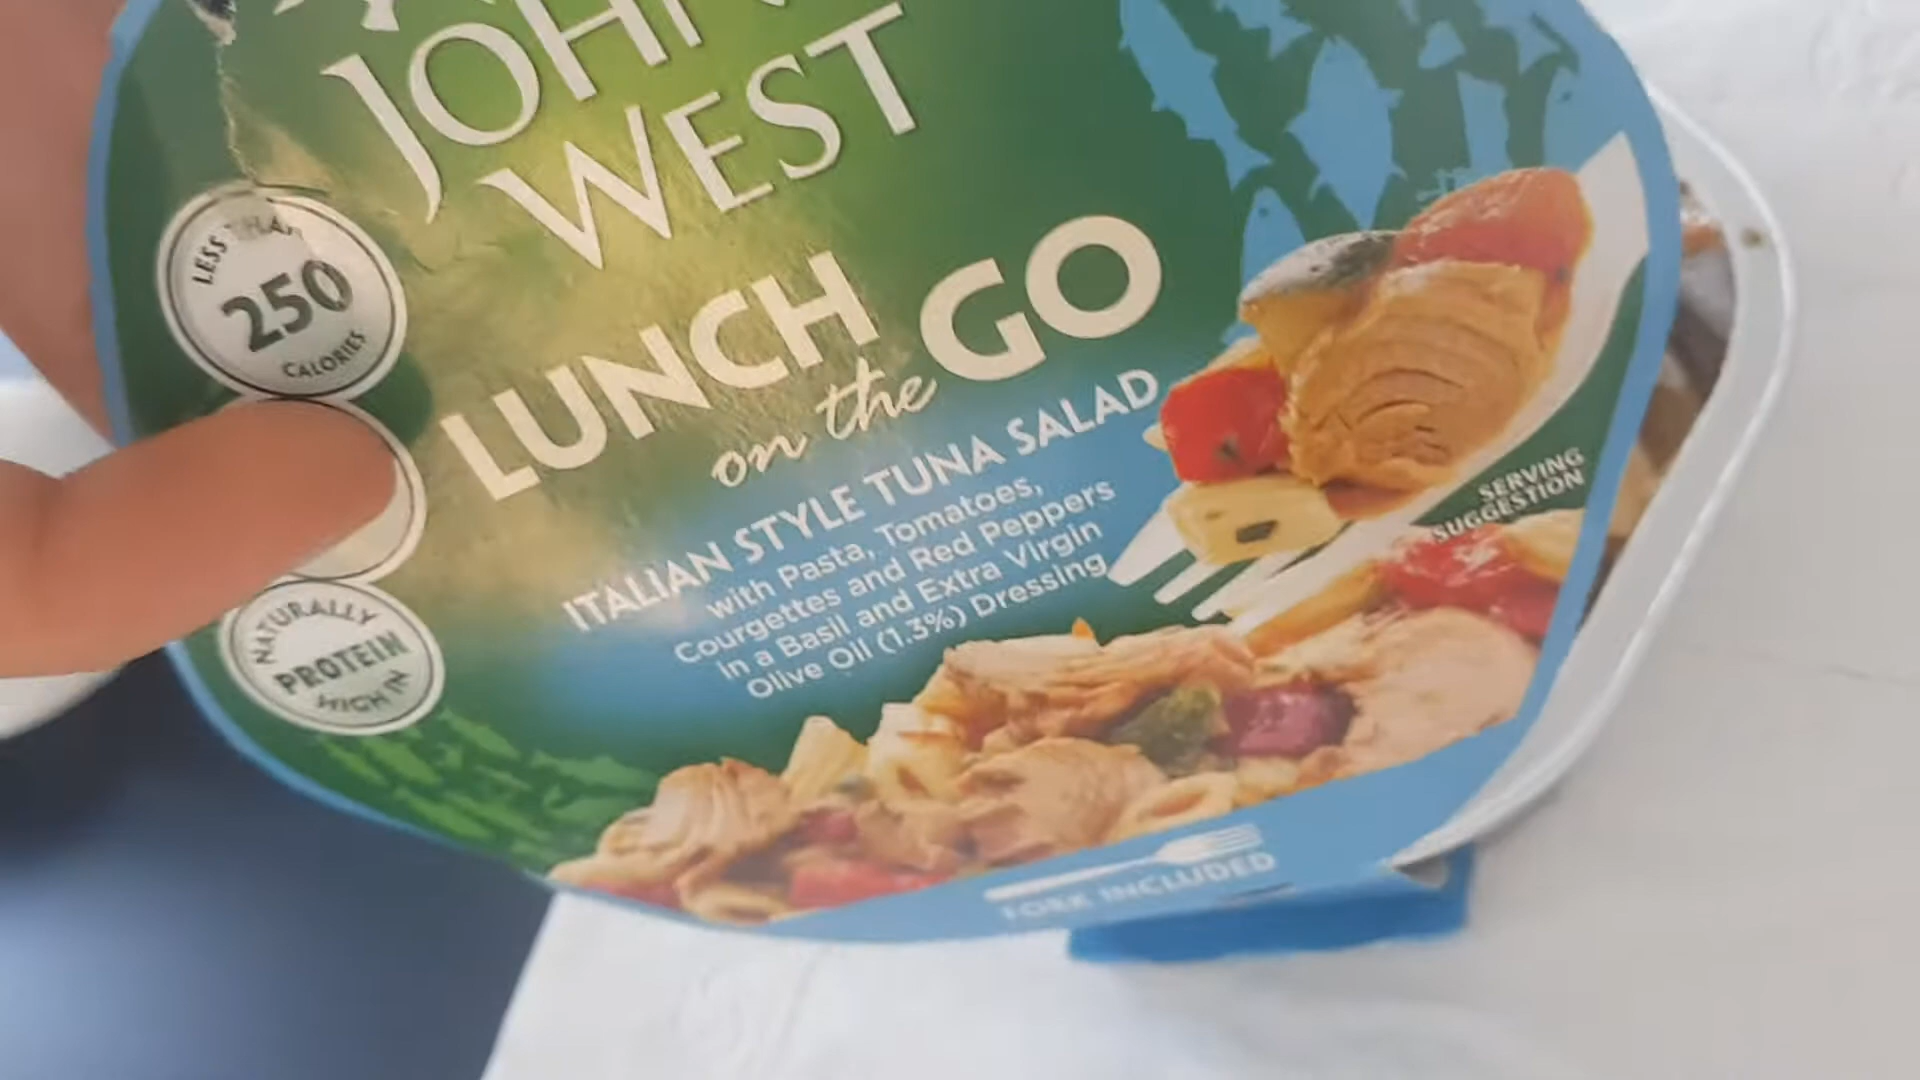 JOHN
WEST
LESS THAN
250
CALORIES
LUNCH
on the GO
ITALIAN STYLE TUNA SALAD
with Pasta, Tomatoes,
Courgettes and Red Peppers
in a Basil and Extra Virgin
Olive Oil (1.3%) Dressing
SERVING
SUGGESTION
NATURALLY
PROTEIN
HIGH IN
FORK INCLUDED